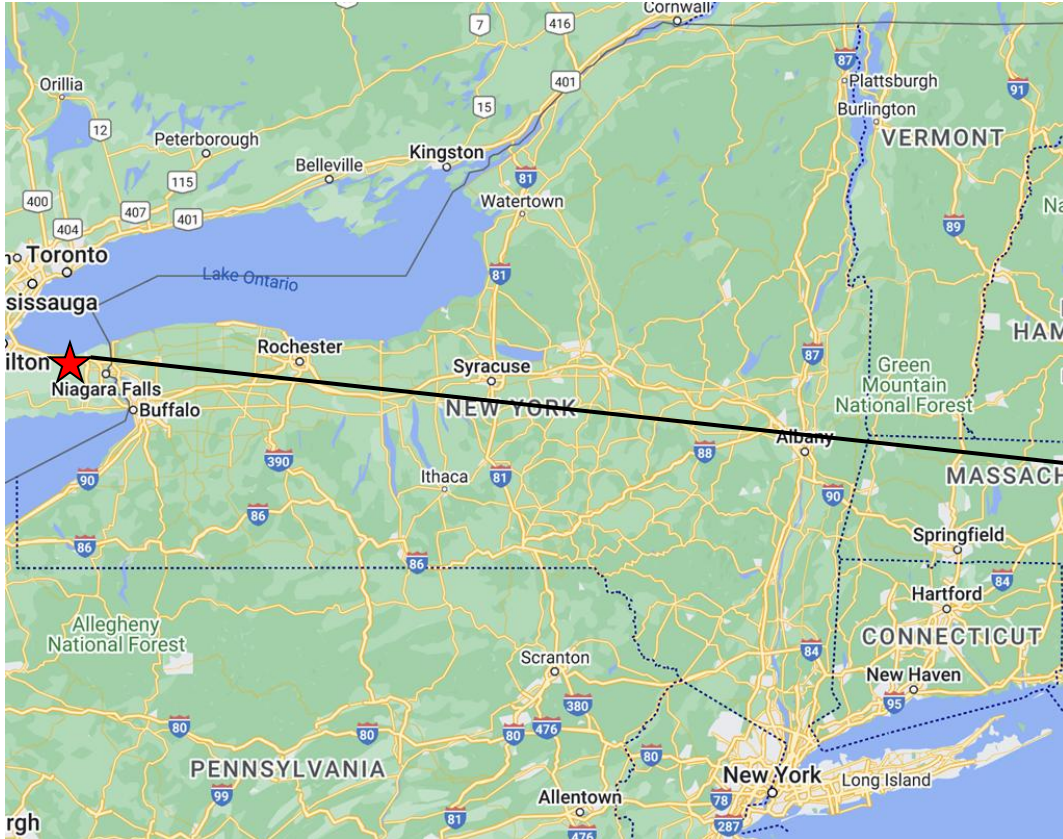 Cornwall
7
416
87
Plattsburgh
Orillia
401
91
15
Burlington
12
VERMONT
Peterborough
Kingston
Belleville
115
81
400
407
401
Watertown
Na
404
89
n
Toronto
Lake Ontario
81
ssissauga
HAM
ilton
Rochester
87
Syracuse
Green
Mountain
National Forest
Niagara Falls
Buffalo
NEW YORK
Albany
390
88
90
Ithaca
81
MASSACH
90
86
Springfield
86
86
84
Hartford
Allegheny
National Forest
CONNECTICUT
84
Scranton
New Haven
380
95
80
80
80
476
80
PENNSYLVANIA
New York
Long Island
99
Allentown
78
81
287
rgh
476